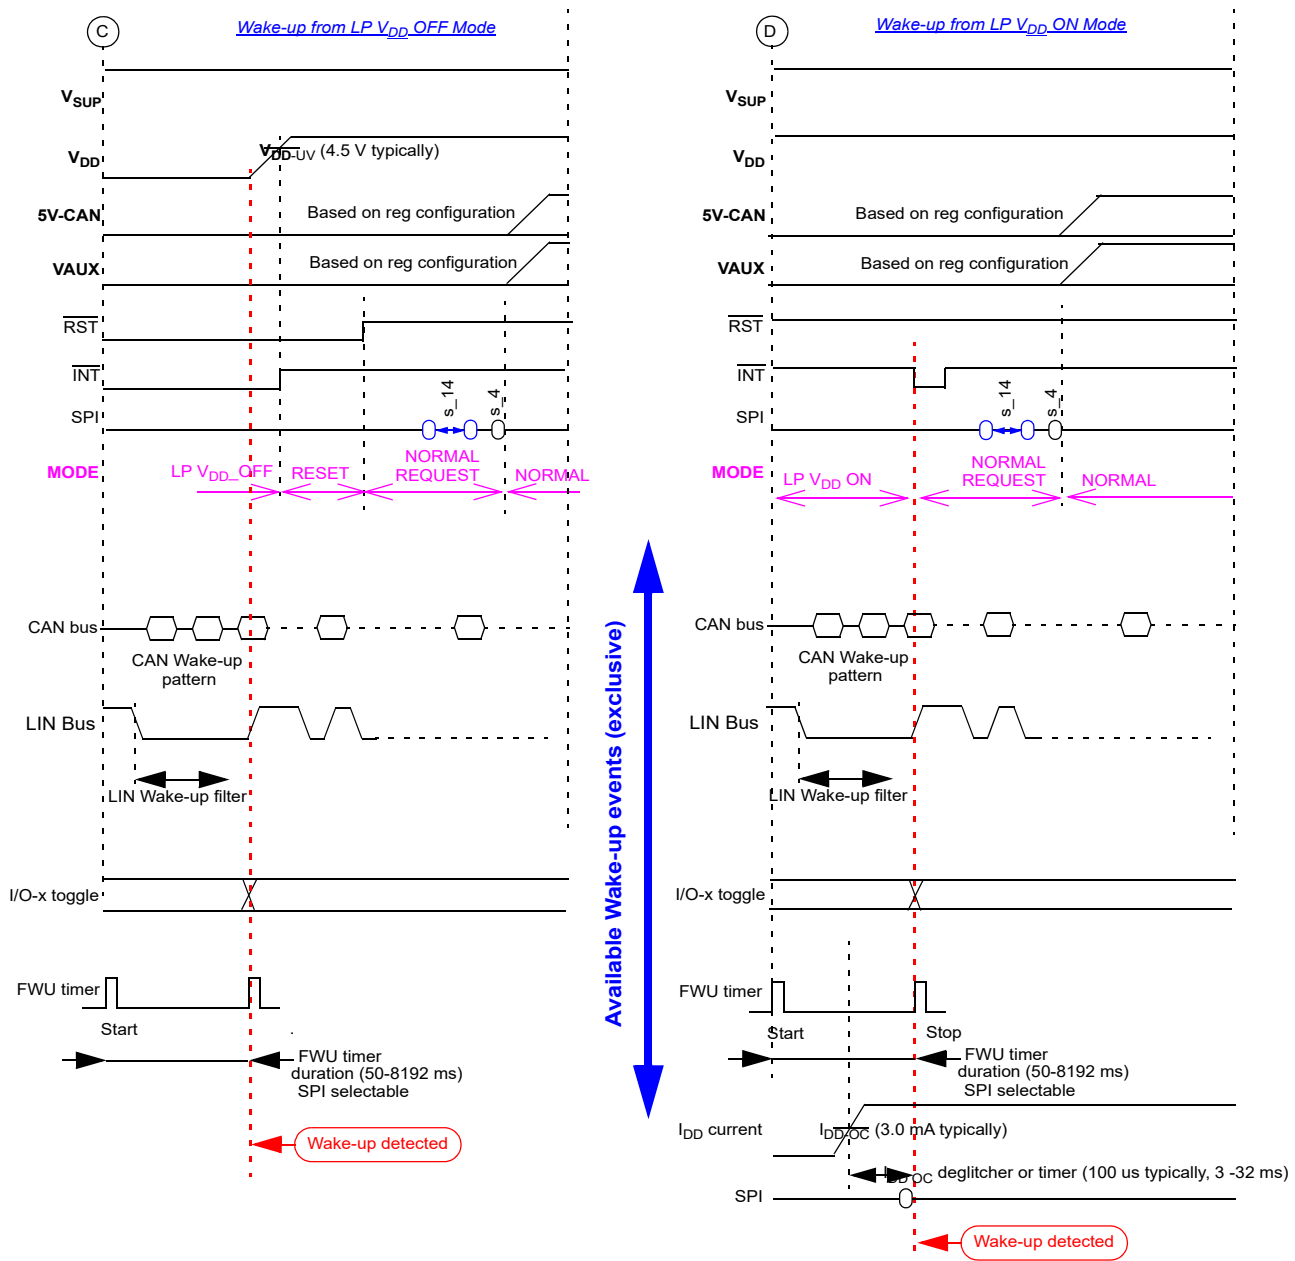 C
Wake-up from LP VDD OFF Mode
VSUP
VDD
VDD-UV (4.5 V typically)
5V-CAN
Based on reg configuration
VAUX
Based on reg configuration
RST
INT
SPI
s_14
s_4
MODE
LP VDD_OFF
RESET
NORMAL
REQUEST
NORMAL
CAN bus
CAN Wake-up
pattern
LIN Bus
LIN Wake-up filter
I/O-x toggle
FWU timer
Start
.
FWU timer
duration (50-8192 ms)
SPI selectable
Wake-up detected
Available Wake-up events (exclusive)
D
Wake-up from LP VDD ON Mode
VSUP
VDD
5V-CAN
Based on reg configuration
VAUX
Based on reg configuration
RST
INT
SPI
s_14
s_4
MODE
LP VDD ON
NORMAL
REQUEST
NORMAL
CAN bus
CAN Wake-up
pattern
LIN Bus
LIN Wake-up filter
I/O-x toggle
FWU timer
Start
Stop
FWU timer
duration (50-8192 ms)
SPI selectable
IDD current
IDD-OC (3.0 mA typically)
IDD-OC deglitcher or timer (100 us typically, 3 -32 ms)
SPI
Wake-up detected